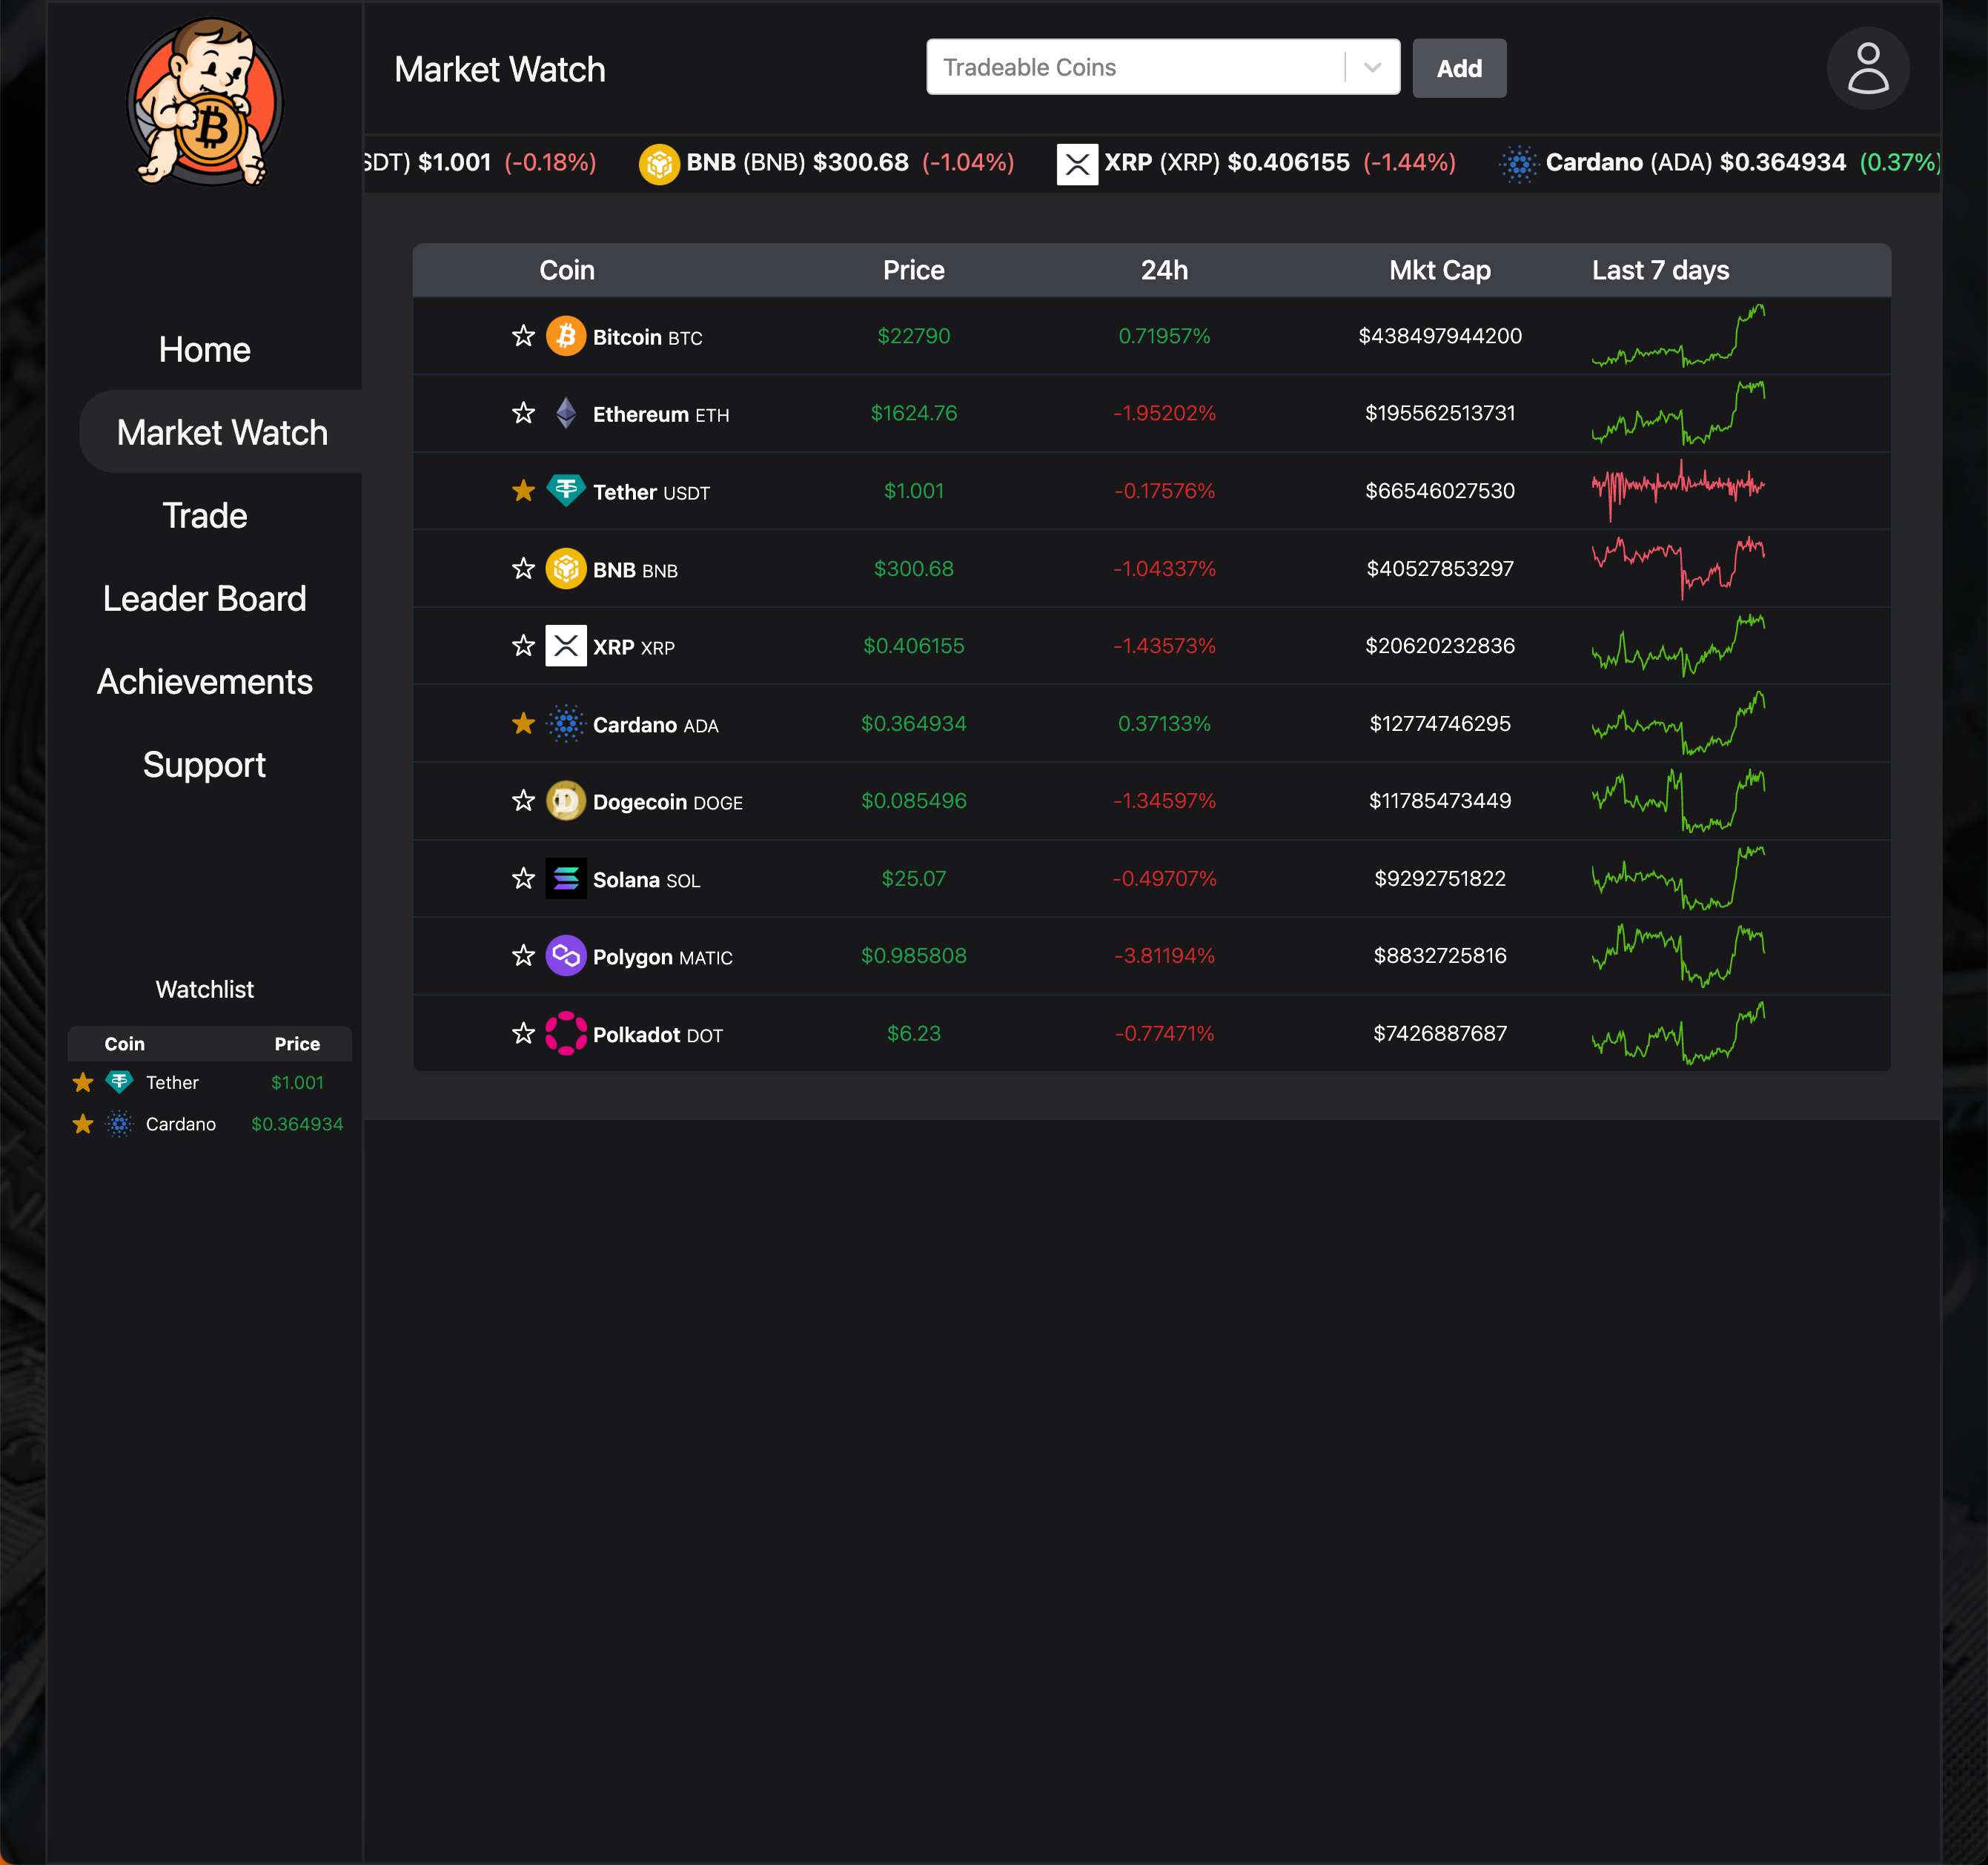 Market Watch
Tradeable Coins
Add
SDT) $1.001 (-0.18%) BNB (BNB) $300.68 (-1.04%) XRP (XRP) $0.406155 (-1.44%) Cardano (ADA) $0.364934 (0.37%)
Home
Market Watch
Trade
Leader Board
Achievements
Support
Watchlist
Coin Price
Tether $1.001
Cardano $0.364934
Coin Price 24h Mkt Cap Last 7 days
Bitcoin BTC $22790 0.71957% $438497944200
Ethereum ETH $1624.76 -1.95202% $195562513731
Tether USDT $1.001 -0.17576% $66546027530
BNB BNB $300.68 -1.04337% $40527853297
XRP XRP $0.406155 -1.43573% $20620232836
Cardano ADA $0.364934 0.37133% $12774746295
Dogecoin DOGE $0.085496 -1.34597% $11785473449
Solana SOL $25.07 -0.49707% $9292751822
Polygon MATIC $0.985808 -3.81194% $8832725816
Polkadot DOT $6.23 -0.77471% $7426887687